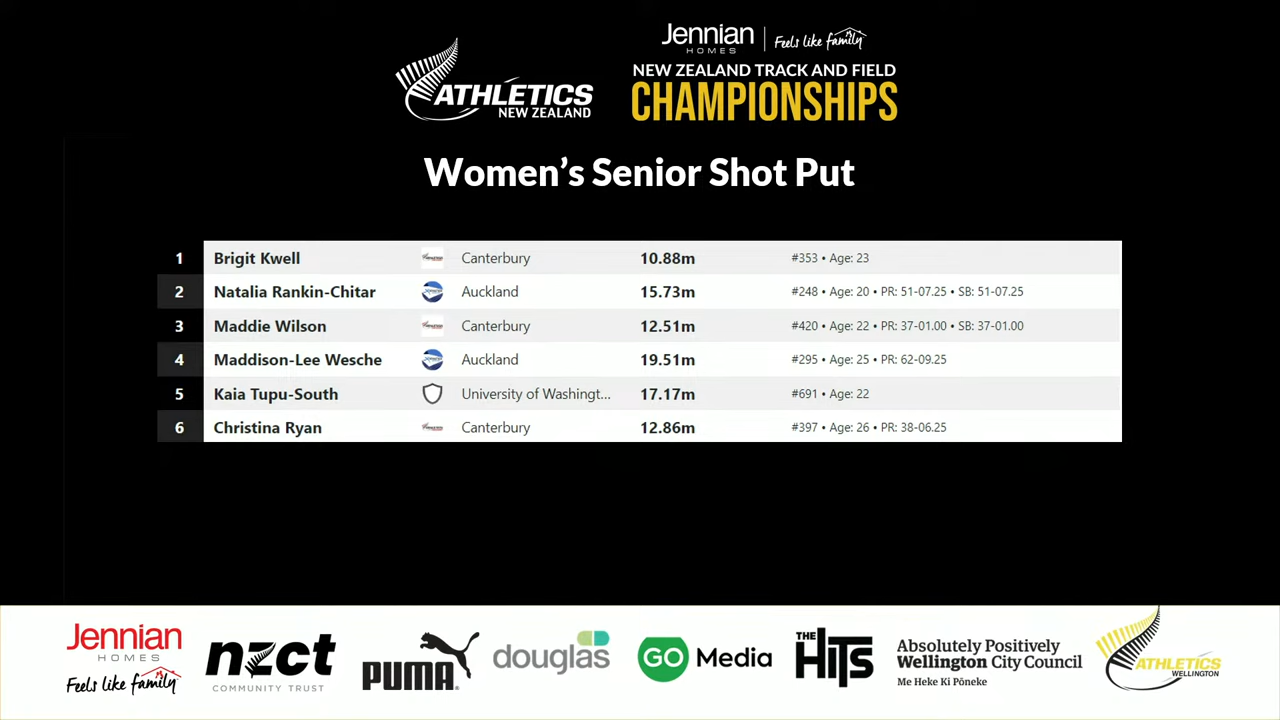 Jennian HOMES Feels like family
ATHLETICS NEW ZEALAND
NEW ZEALAND TRACK AND FIELD
CHAMPIONSHIPS
Women's Senior Shot Put
1 Brigit Kwell Canterbury 10.88m #353 • Age: 23
2 Natalia Rankin-Chitar Auckland 15.73m #248 • Age: 20 • PR: 51-07.25 • SB: 51-07.25
3 Maddie Wilson Canterbury 12.51m #420 • Age: 22 • PR: 37-01.00 • SB: 37-01.00
4 Maddison-Lee Wesche Auckland 19.51m #295 • Age: 25 • PR: 62-09.25
5 Kaia Tupu-South University of Washingt... 17.17m #691 • Age: 22
6 Christina Ryan Canterbury 12.86m #397 • Age: 26 • PR: 38-06.25
Jennian HOMES Feels like family
nzct COMMUNITY TRUST
PUMA
douglas
GO Media
THE HITS
Absolutely Positively
Wellington City Council
Me Heke Ki Pōneke
ATHLETICS WELLINGTON